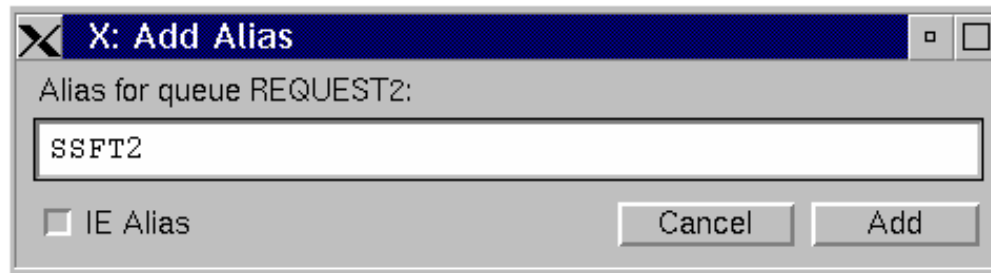 X: Add Alias
Alias for queue REQUEST2:
SSFT2
IE Alias Cancel Add